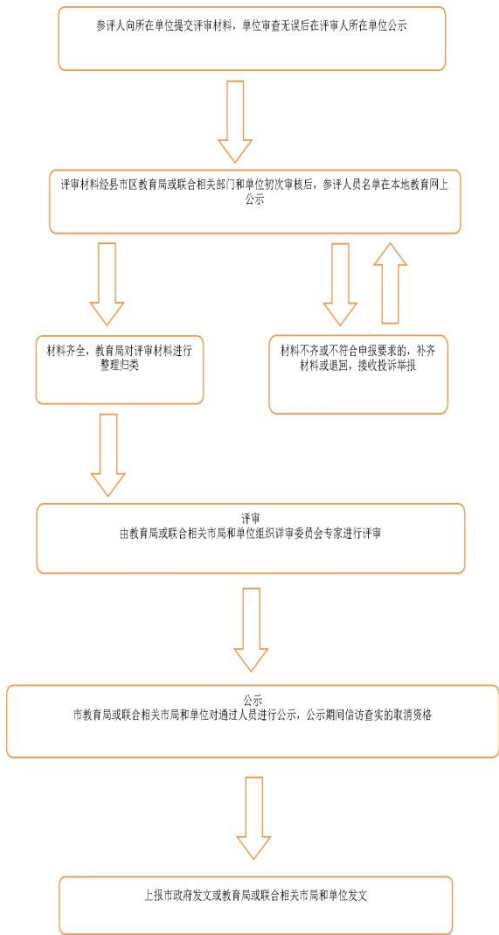 参评人向所在单位提交评审材料，单位审查无误后在评审人所在单位公示
评审材料经县市区教育局或联合相关部门和单位初次审核后，参评人员名单在本地教育网上
公示
材料齐全，教育局对评审材料进行
整理归类
材料不齐或不符合申报要求的，补齐
材料或退回，接收投诉举报
评审
由教育局或联合相关市局和单位组织详审委员会专家进行评审
公示
市教育局或联合相关市局和单位对通过人员进行公示，公示期间信访查实的取消资格
上报市政府发文或教育局或联合相关市局和单位发文